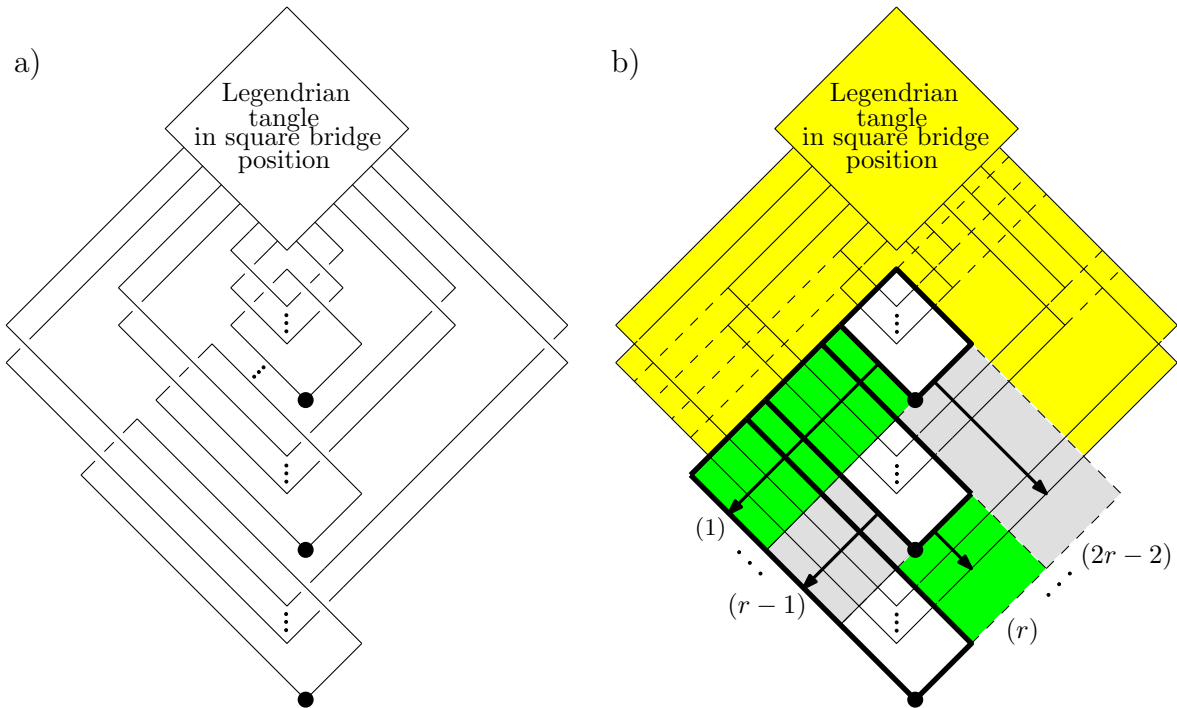 a)
Legendrian
tangle
in square bridge
position
b)
Legendrian
tangle
in square bridge
position
(1)
(r − 1)
(r)
(2r − 2)